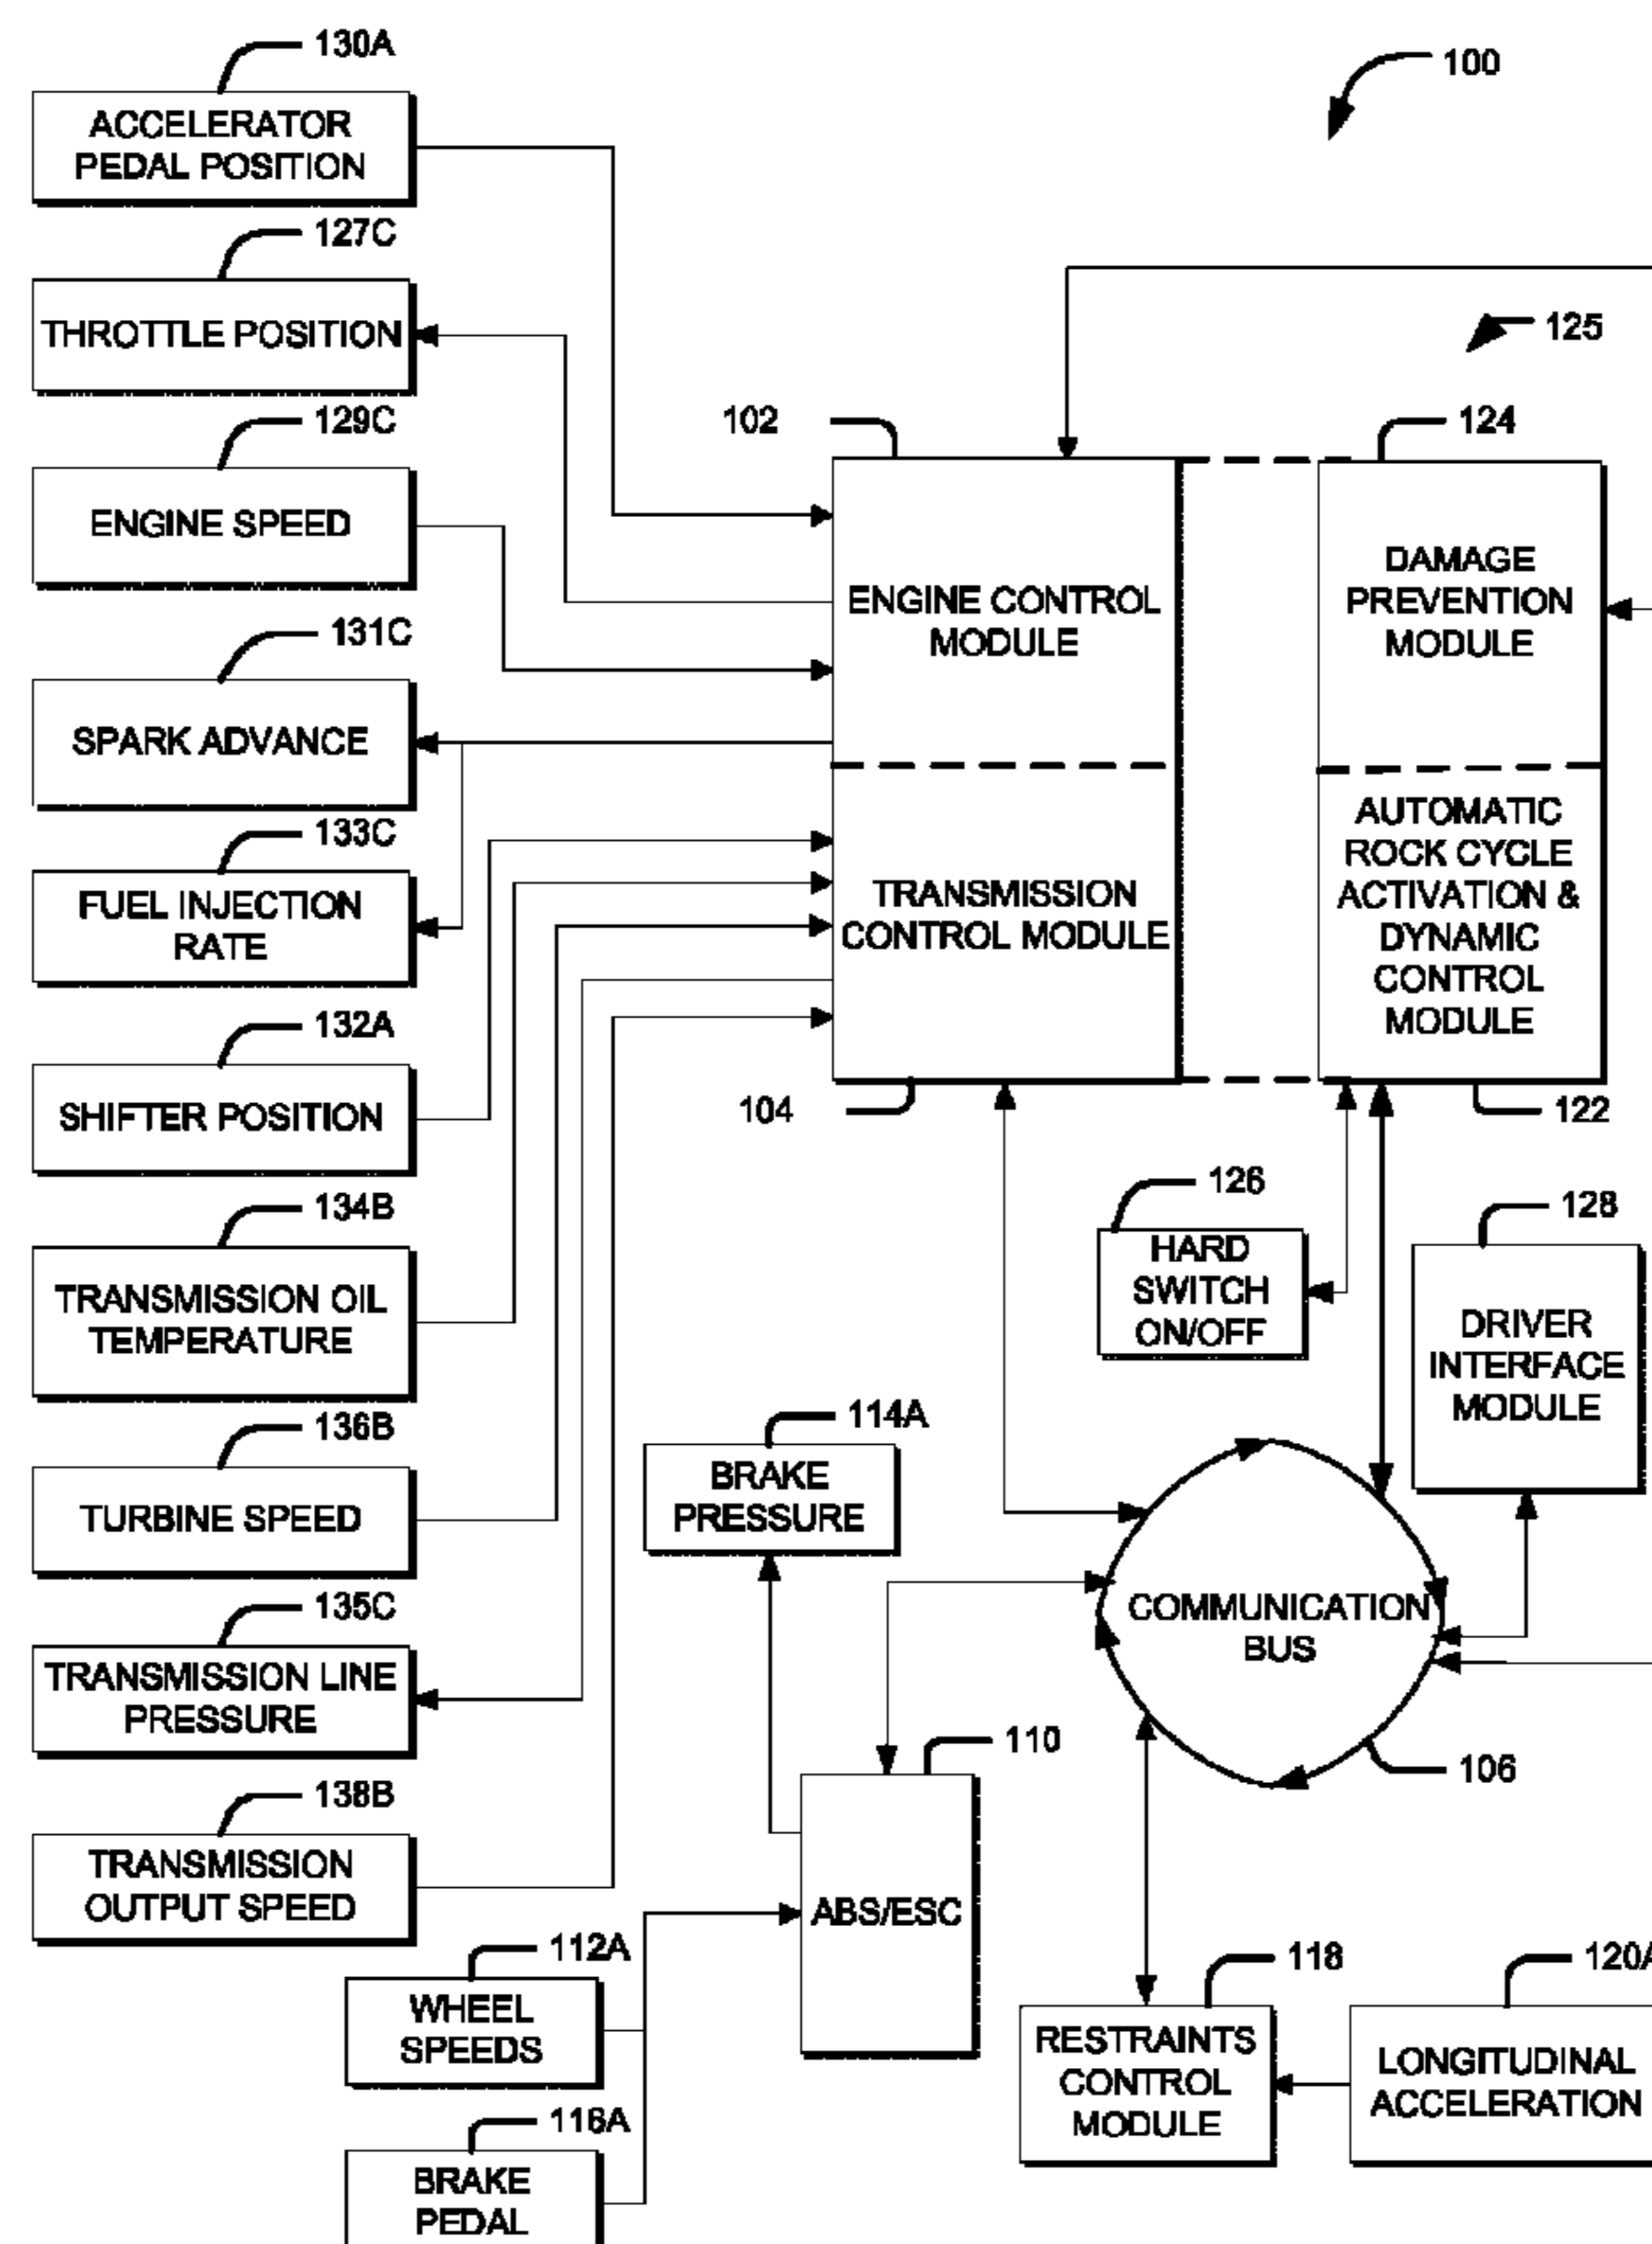 130A
ACCELERATOR
PEDAL POSITION
127C
THROTTLE POSITION
129C
ENGINE SPEED
131C
SPARK ADVANCE
133C
FUEL INJECTION
RATE
132A
SHIFTER POSITION
134B
TRANSMISSION OIL
TEMPERATURE
136B
TURBINE SPEED
135C
TRANSMISSION LINE
PRESSURE
138B
TRANSMISSION
OUTPUT SPEED
112A
WHEEL
SPEEDS
116A
BRAKE
PEDAL
100
125
102
ENGINE CONTROL
MODULE
TRANSMISSION
CONTROL MODULE
104
124
DAMAGE
PREVENTION
MODULE
AUTOMATIC
ROCK CYCLE
ACTIVATION &
DYNAMIC
CONTROL
MODULE
122
126
HARD
SWITCH
ON/OFF
128
DRIVER
INTERFACE
MODULE
114A
BRAKE
PRESSURE
COMMUNICATION
BUS
106
110
ABS/ESC
118
RESTRAINTS
CONTROL
MODULE
120A
LONGITUDINAL
ACCELERATION